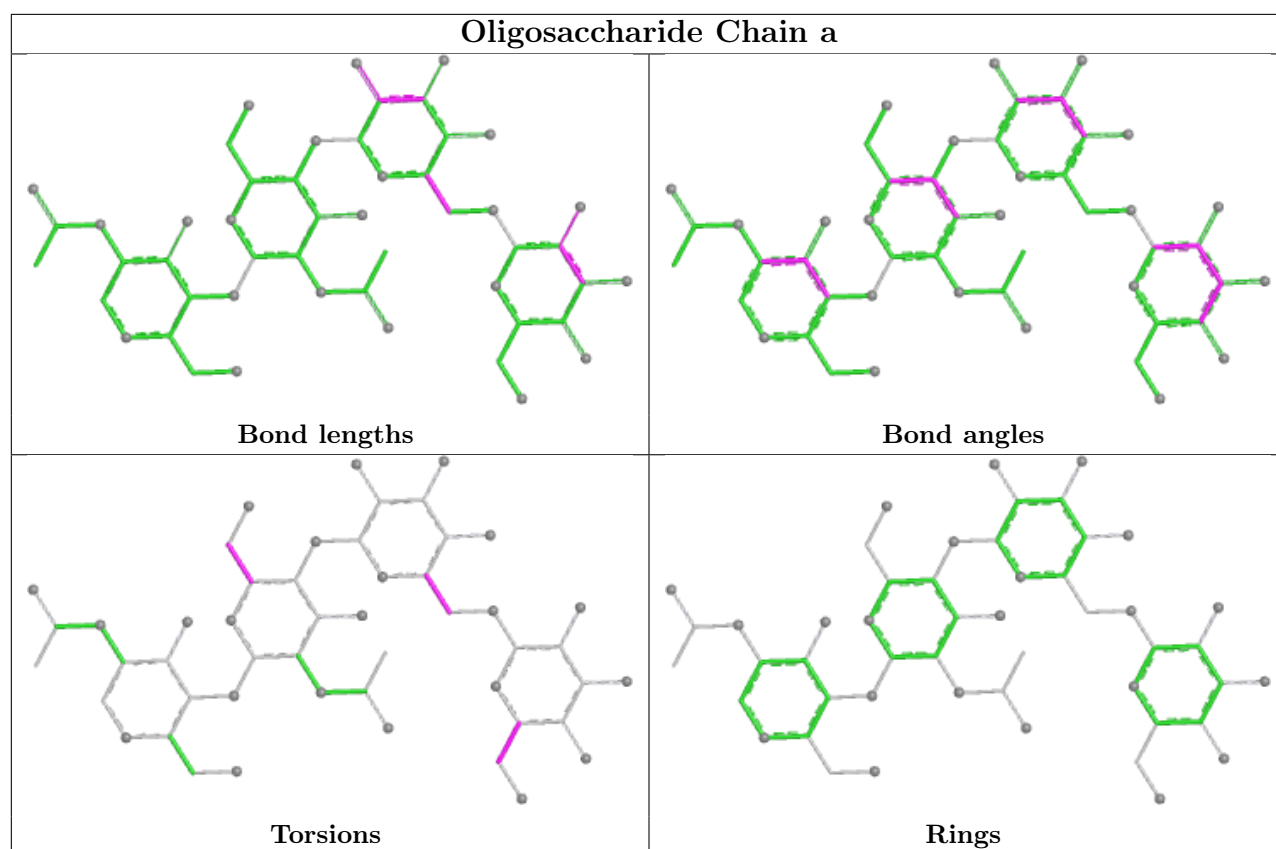 Oligosaccharide Chain a
Bond lengths
Bond angles
Torsions
Rings